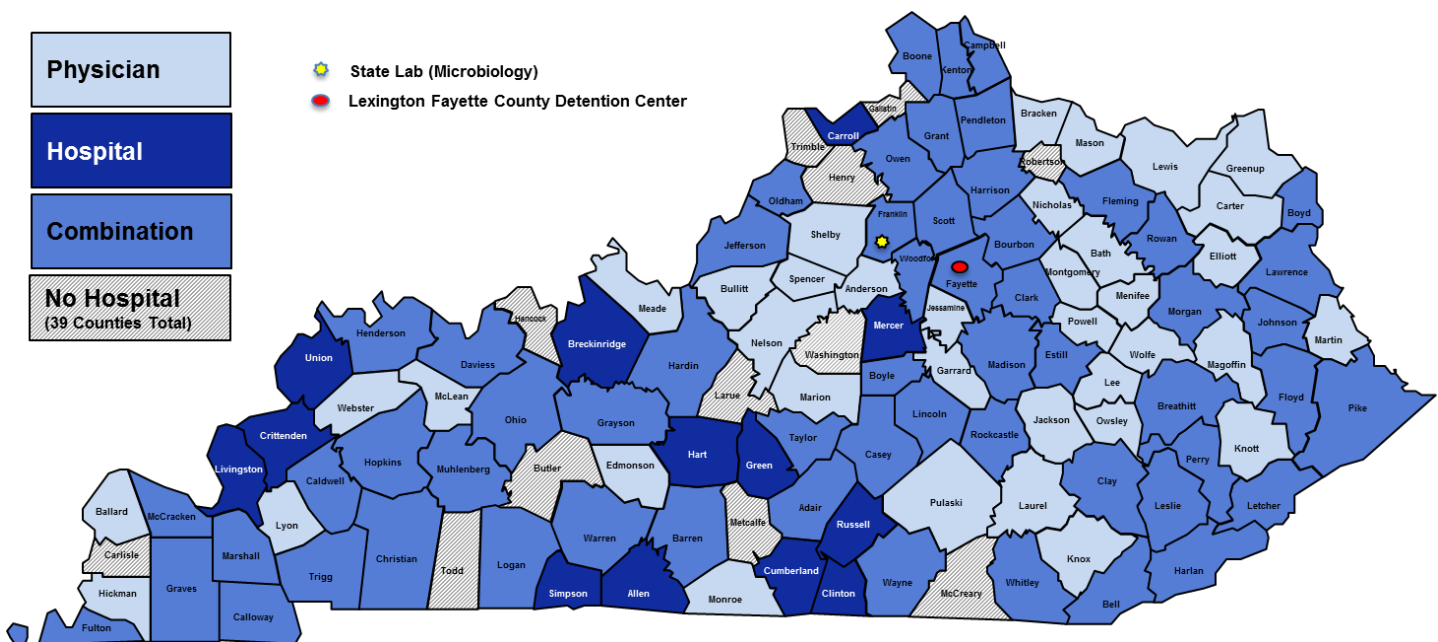 Physician
Hospital
Combination
No Hospital
(39 Counties Total)
State Lab (Microbiology)
Lexington Fayette County Detention Center
Boone
Kenton
Campbell
Gallatin
Carroll
Trimble
Grant
Pendleton
Bracken
Mason
Lewis
Greenup
Owen
Henry
Robertson
Harrison
Oldham
Franklin
Scott
Nicholas
Fleming
Carter
Boyd
Jefferson
Shelby
Woodfo
Bourbon
Bath
Rowan
Elliott
Lawrence
Spencer
Anderson
Fayette
Montgomery
Bullitt
Meade
Jessamine
Clark
Menifee
Morgan
Johnson
Martin
Hancock
Henderson
Mercer
Powell
Nelson
Washington
Wolfe
Magoffin
Union
Breckinridge
Daviess
Hardin
Boyle
Garrard
Madison
Estill
Lee
Floyd
Pike
McLean
Webster
Larue
Marion
Lincoln
Jackson
Owsley
Breathitt
Ohio
Grayson
Taylor
Rockcastle
Crittenden
Hart
Green
Casey
Knott
Perry
Livingston
Hopkins
Muhlenberg
Butler
Edmonson
Caldwell
Clay
Pulaski
Laurel
Leslie
Letcher
Ballard
McCracken
Lyon
Adair
Metcalfe
Russell
Carlisle
Marshall
Christian
Warren
Barren
Knox
Trigg
Todd
Logan
Cumberland
Wayne
Whitley
Harlan
Hickman
Graves
Simpson
Allen
Monroe
Clinton
McCreary
Bell
Fulton
Calloway